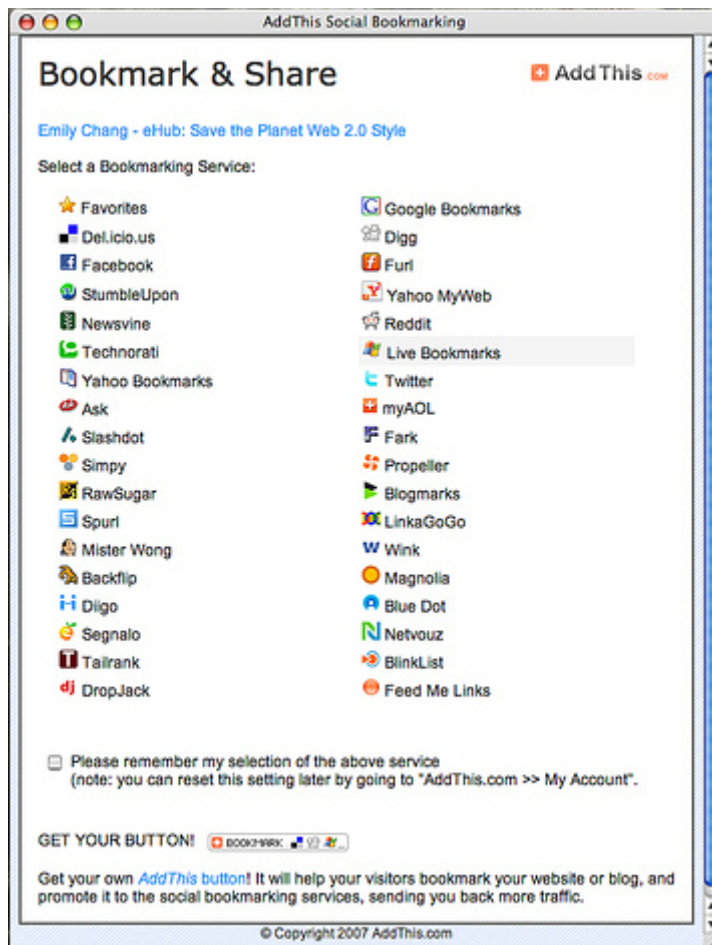 AddThis Social Bookmarking
Bookmark & Share
AddThis.com
Emily Chang - eHub: Save the Planet Web 2.0 Style
Select a Bookmarking Service:
Favorites
Google Bookmarks
Del.icio.us
Digg
Facebook
Furl
StumbleUpon
Yahoo MyWeb
Newsvine
Reddit
Technorati
Live Bookmarks
Yahoo Bookmarks
Twitter
Ask
myAOL
Slashdot
Fark
Simpy
Propeller
RawSugar
Blogmarks
Spurl
LinkaGoGo
Mister Wong
Wink
Backflip
Magnolia
Diigo
Blue Dot
Segnalo
Netvouz
Tailrank
BlinkList
DropJack
Feed Me Links
Please remember my selection of the above service
(note: you can reset this setting later by going to "AddThis.com >> My Account".
GET YOUR BUTTON! BOOKMARK
Get your own AddThis button! It will help your visitors bookmark your website or blog, and
promote it to the social bookmarking services, sending you back more traffic.
© Copyright 2007 AddThis.com